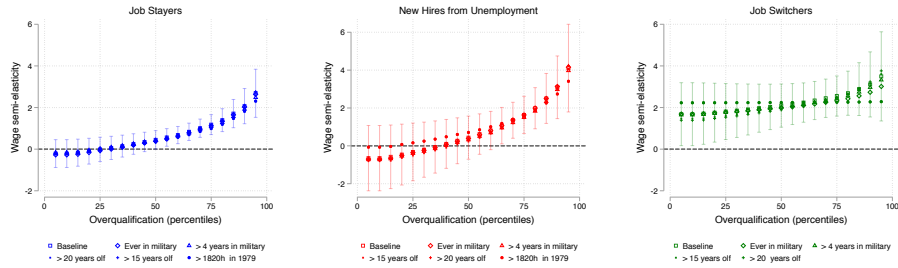 Job Stayers
6
4
2
0
-2
Wage semi-elasticity
0
25
50
75
100
Overqualification (percentiles)
Baseline
Ever in military
> 4 years in military
> 20 years olf
> 15 years olf
> 1820h in 1979
New Hires from Unemployment
6
4
2
0
-2
Wage semi-elasticity
0
25
50
75
100
Overqualification (percentiles)
Baseline
Ever in military
> 4 years in military
> 15 years olf
> 20 years olf
> 1820h in 1979
Job Switchers
6
4
2
0
-2
Wage semi-elasticity
0
25
50
75
100
Overqualification (percentiles)
Baseline
Ever in military
> 4 years in military
> 15 years olf
> 20 years olf
> 1820h in 1979